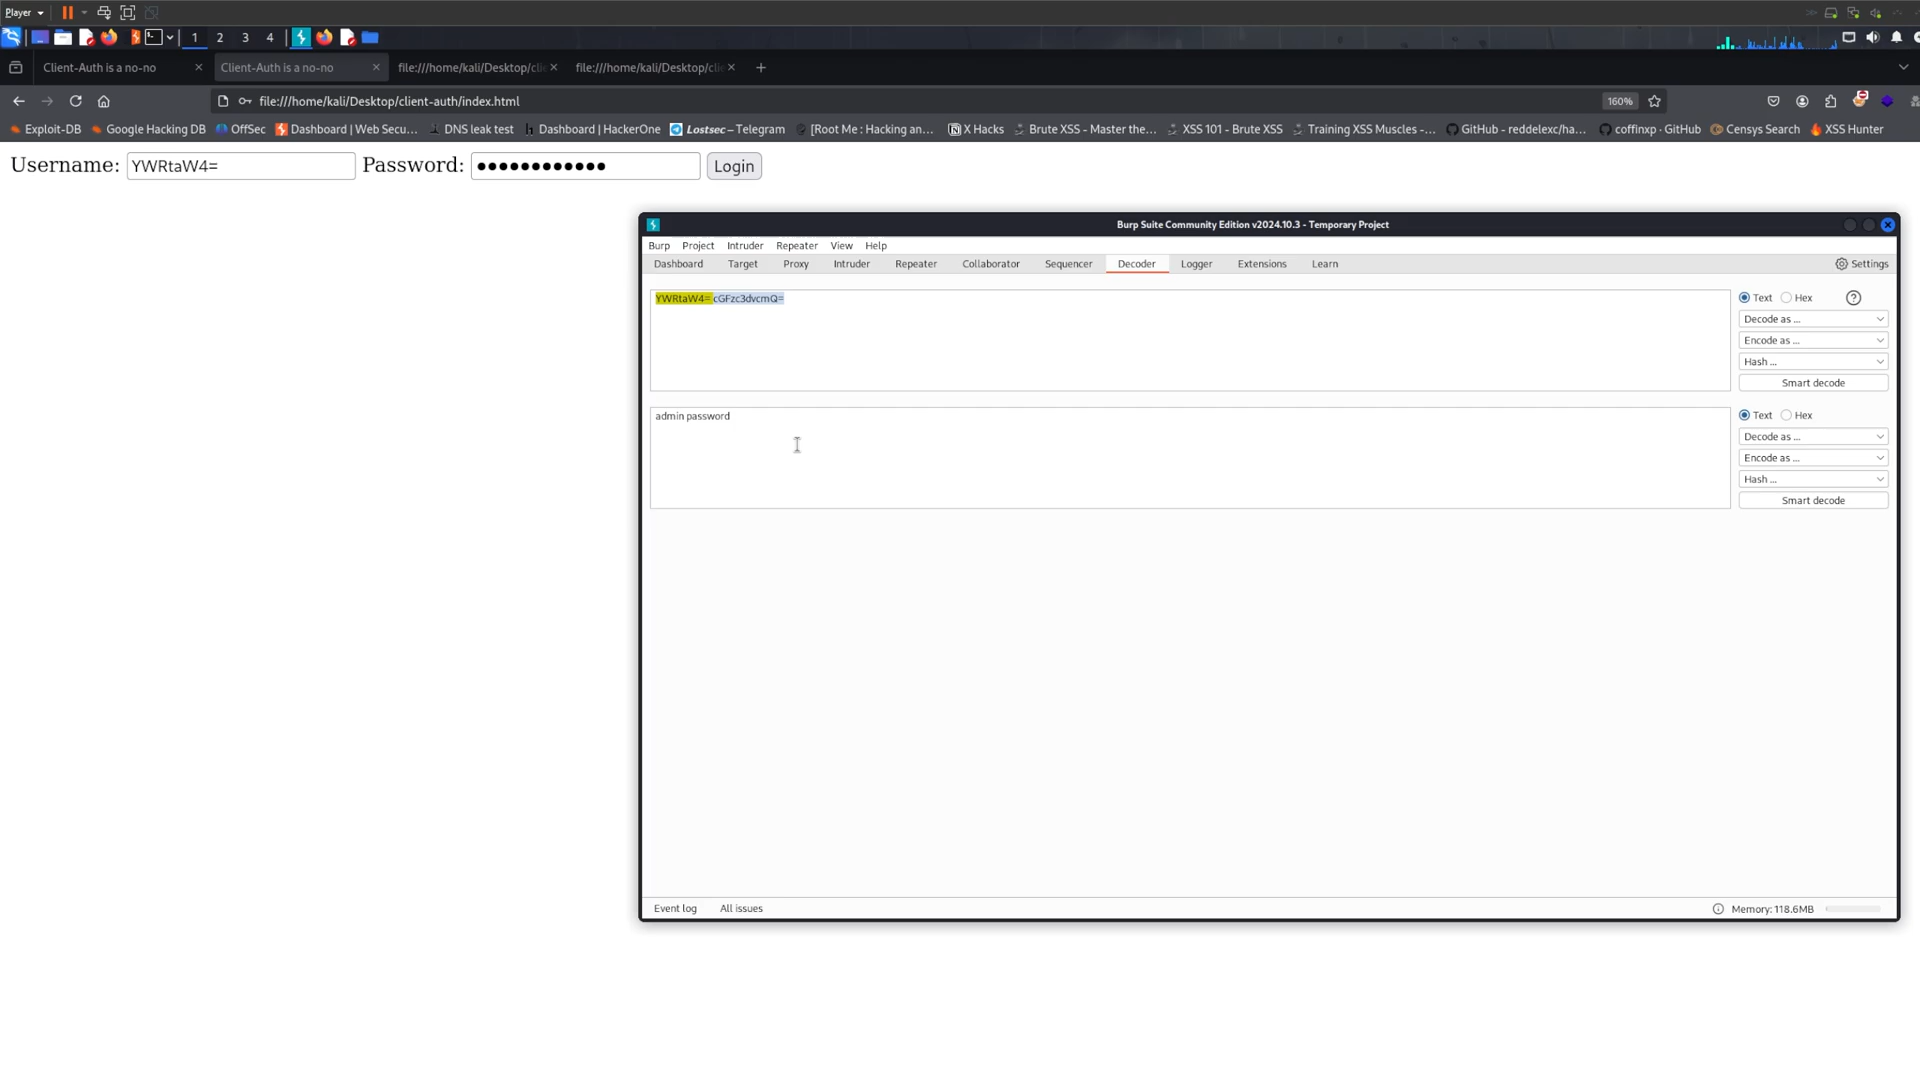 Player
1 2 3 4
Client-Auth is a no-no
Client-Auth is a no-no
file:///home/kali/Desktop/clie
file:///home/kali/Desktop/clie
file:///home/kali/Desktop/client-auth/index.html
160%
Exploit-DB
Google Hacking DB
OffSec
Dashboard | Web Secu...
DNS leak test
Dashboard | HackerOne
Lostsec – Telegram
[Root Me : Hacking an...
X Hacks
Brute XSS - Master the...
XSS 101 - Brute XSS
Training XSS Muscles -...
GitHub - reddelexc/ha...
coffinxp · GitHub
Censys Search
XSS Hunter
Username: YWRtaW4= Password: ●●●●●●●●●●●● Login
Burp Suite Community Edition v2024.10.3 - Temporary Project
Burp Project Intruder Repeater View Help
Dashboard Target Proxy Intruder Repeater Collaborator Sequencer Decoder Logger Extensions Learn Settings
YWRtaW4= cGFzc3dvcmQ=
Text Hex ?
Decode as ...
Encode as ...
Hash ...
Smart decode
admin password
Text Hex
Decode as ...
Encode as ...
Hash ...
Smart decode
Event log All issues Memory: 118.6MB